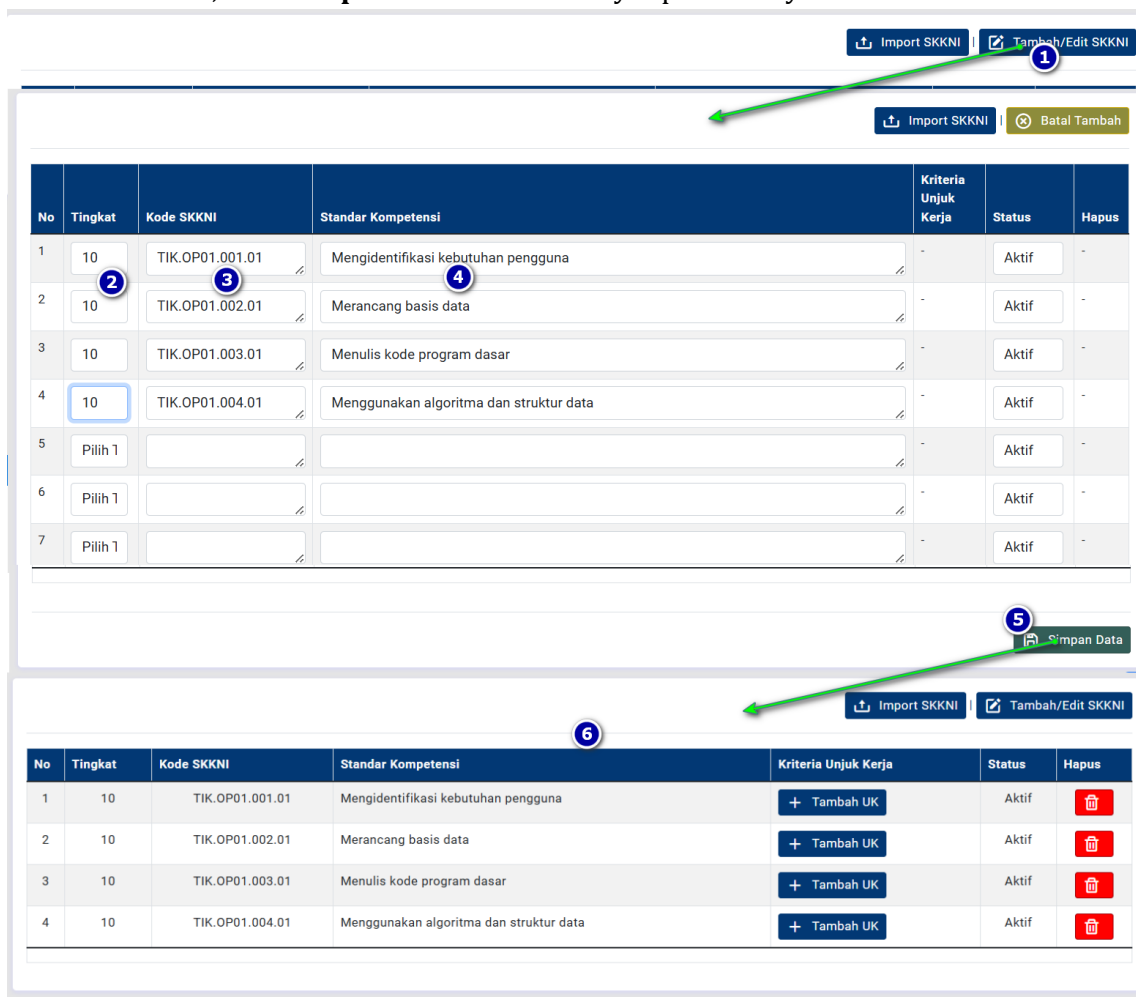 Import SKKNI | Tambah/Edit SKKNI
1
Import SKKNI | Batal Tambah
No Tingkat Kode SKKNI Standar Kompetensi Kriteria Unjuk Kerja Status Hapus
1 10 TIK.OP01.001.01 Mengidentifikasi kebutuhan pengguna - Aktif -
2 3 4
2 10 TIK.OP01.002.01 Merancang basis data - Aktif -
3 10 TIK.OP01.003.01 Menulis kode program dasar - Aktif -
4 10 TIK.OP01.004.01 Menggunakan algoritma dan struktur data - Aktif -
5 Pilih - Aktif -
6 Pilih - Aktif -
7 Pilih - Aktif -
5
Simpan Data
Import SKKNI | Tambah/Edit SKKNI
6
No Tingkat Kode SKKNI Standar Kompetensi Kriteria Unjuk Kerja Status Hapus
1 10 TIK.OP01.001.01 Mengidentifikasi kebutuhan pengguna + Tambah UK Aktif
2 10 TIK.OP01.002.01 Merancang basis data + Tambah UK Aktif
3 10 TIK.OP01.003.01 Menulis kode program dasar + Tambah UK Aktif
4 10 TIK.OP01.004.01 Menggunakan algoritma dan struktur data + Tambah UK Aktif